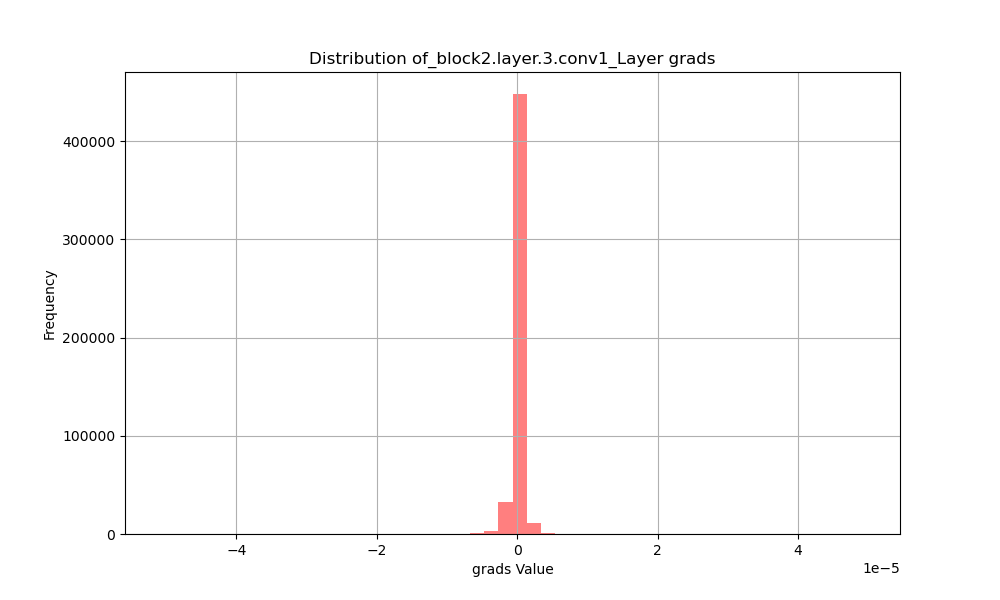 Distribution of_block2.layer.3.conv1_Layer grads
400000
300000
200000
100000
0
Frequency
−4
−2
0
2
4
1e−5
grads Value